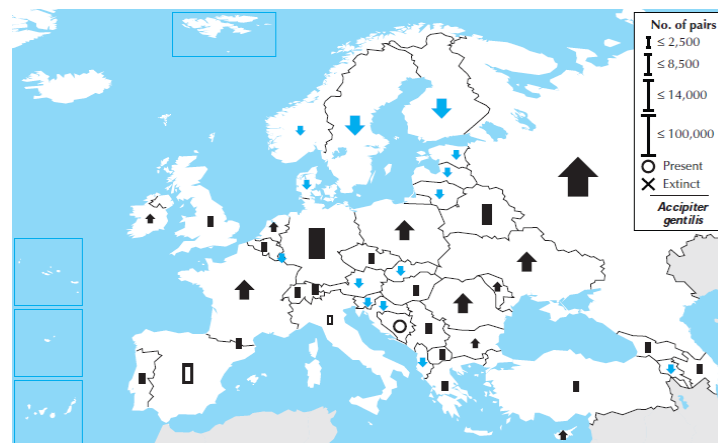 No. of pairs
≤ 2,500
≤ 8,500
≤ 14,000
≤ 100,000
Present
Extinct
Accipiter
gentilis